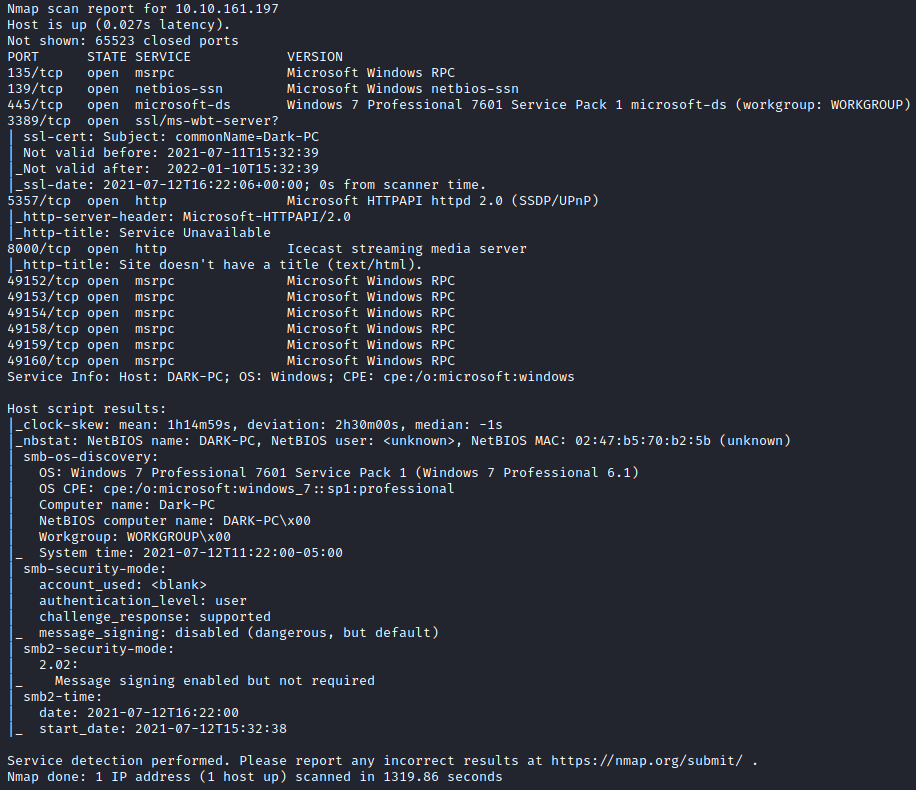 Nmap scan report for 10.10.161.197
Host is up (0.027s latency).
Not shown: 65523 closed ports
PORT      STATE SERVICE            VERSION
135/tcp   open  msrpc              Microsoft Windows RPC
139/tcp   open  netbios-ssn        Microsoft Windows netbios-ssn
445/tcp   open  microsoft-ds       Windows 7 Professional 7601 Service Pack 1 microsoft-ds (workgroup: WORKGROUP)
3389/tcp  open  ssl/ms-wbt-server?
| ssl-cert: Subject: commonName=Dark-PC
| Not valid before: 2021-07-11T15:32:39
|_Not valid after:  2022-01-10T15:32:39
|_ssl-date: 2021-07-12T16:22:06+00:00; 0s from scanner time.
5357/tcp  open  http               Microsoft HTTPAPI httpd 2.0 (SSDP/UPnP)
|_http-server-header: Microsoft-HTTPAPI/2.0
|_http-title: Service Unavailable
8000/tcp  open  http               Icecast streaming media server
|_http-title: Site doesn't have a title (text/html).
49152/tcp open  msrpc              Microsoft Windows RPC
49153/tcp open  msrpc              Microsoft Windows RPC
49154/tcp open  msrpc              Microsoft Windows RPC
49158/tcp open  msrpc              Microsoft Windows RPC
49159/tcp open  msrpc              Microsoft Windows RPC
49160/tcp open  msrpc              Microsoft Windows RPC
Service Info: Host: DARK-PC; OS: Windows; CPE: cpe:/o:microsoft:windows

Host script results:
|_clock-skew: mean: 1h14m59s, deviation: 2h30m00s, median: -1s
|_nbstat: NetBIOS name: DARK-PC, NetBIOS user: <unknown>, NetBIOS MAC: 02:47:b5:70:b2:5b (unknown)
| smb-os-discovery:
|   OS: Windows 7 Professional 7601 Service Pack 1 (Windows 7 Professional 6.1)
|   OS CPE: cpe:/o:microsoft:windows_7::sp1:professional
|   Computer name: Dark-PC
|   NetBIOS computer name: DARK-PC\x00
|   Workgroup: WORKGROUP\x00
|_  System time: 2021-07-12T11:22:00-05:00
| smb-security-mode:
|   account_used: <blank>
|   authentication_level: user
|   challenge_response: supported
|_  message_signing: disabled (dangerous, but default)
| smb2-security-mode:
|   2.02:
|_    Message signing enabled but not required
| smb2-time:
|   date: 2021-07-12T16:22:00
|_  start_date: 2021-07-12T15:32:38

Service detection performed. Please report any incorrect results at https://nmap.org/submit/ .
Nmap done: 1 IP address (1 host up) scanned in 1319.86 seconds